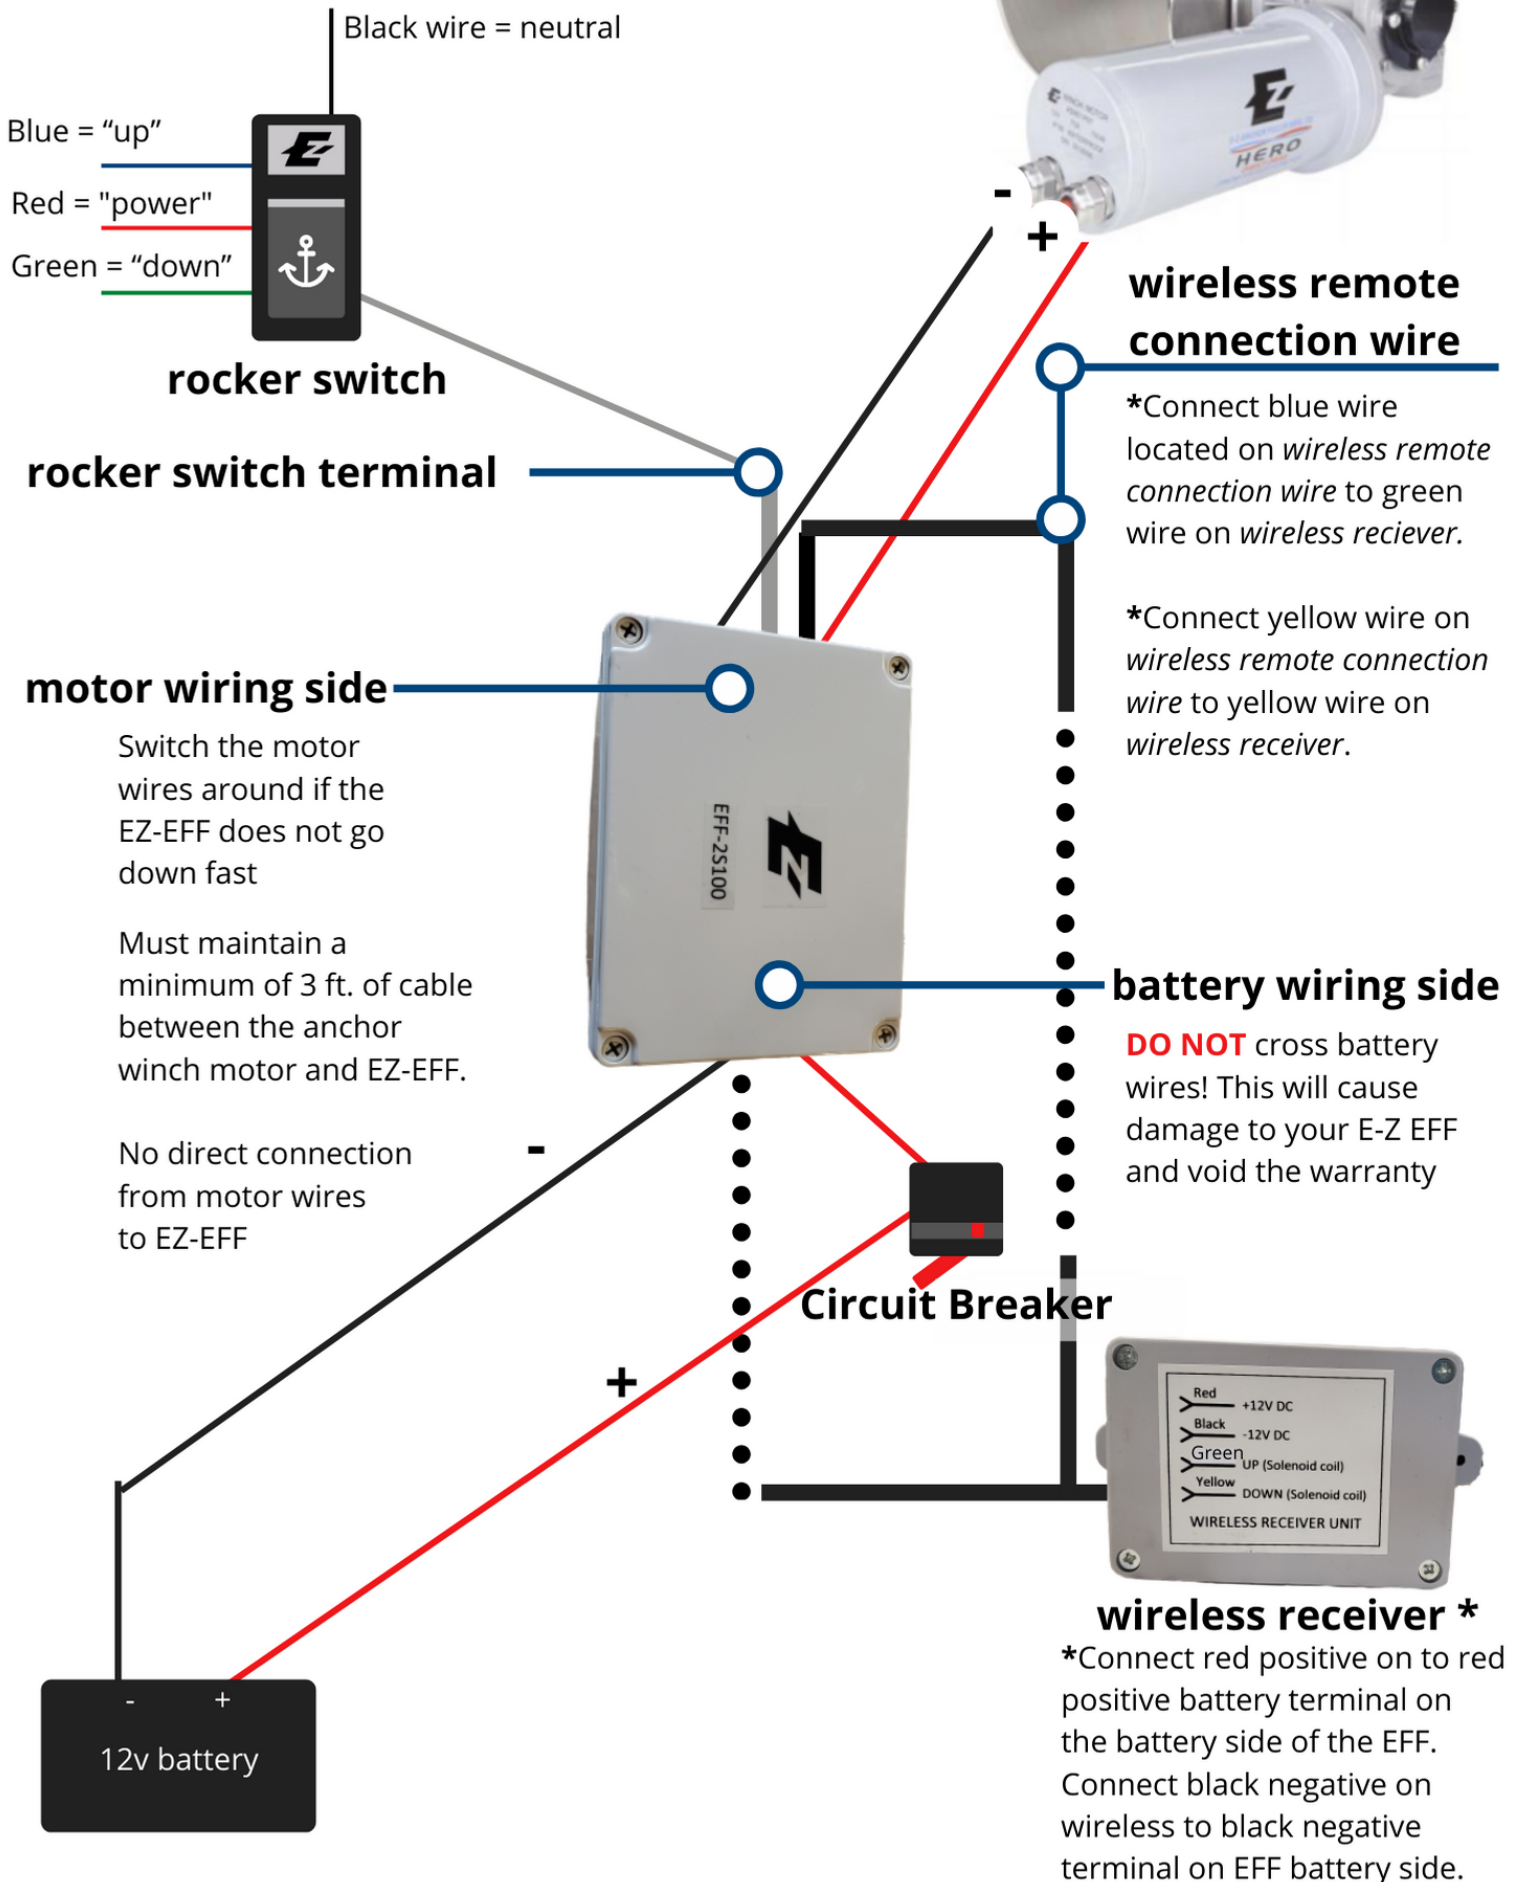 Black wire = neutral
Blue = “up”
Red = "power"
Green = “down”
rocker switch
EZ
HERO
-
+
wireless remote
connection wire
*Connect blue wire
located on wireless remote
connection wire to green
wire on wireless reciever.
*Connect yellow wire on
wireless remote connection
wire to yellow wire on
wireless receiver.
rocker switch terminal
motor wiring side
Switch the motor
wires around if the
EZ-EFF does not go
down fast
Must maintain a
minimum of 3 ft. of cable
between the anchor
winch motor and EZ-EFF.
No direct connection
from motor wires
to EZ-EFF
EFF-2S100
EZ
battery wiring side
DO NOT cross battery
wires! This will cause
damage to your E-Z EFF
and void the warranty
-
+
Circuit Breaker
Red +12V DC
Black -12V DC
Green UP (Solenoid coil)
Yellow DOWN (Solenoid coil)
WIRELESS RECEIVER UNIT
wireless receiver *
*Connect red positive on to red
positive battery terminal on
the battery side of the EFF.
Connect black negative on
wireless to black negative
terminal on EFF battery side.
- +
12v battery